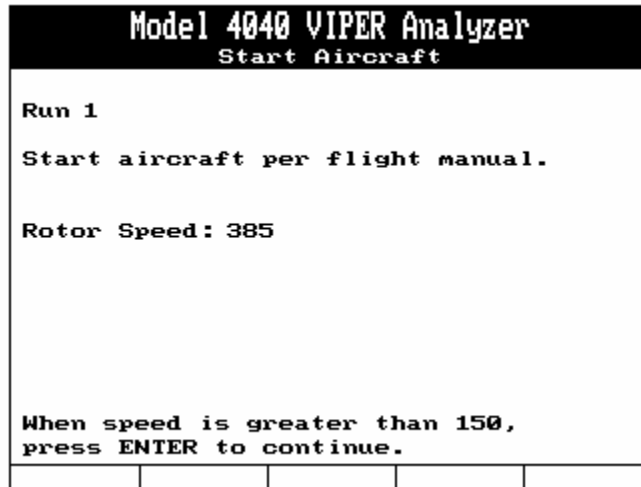 Model 4040 VIPER Analyzer
Start Aircraft
Run 1
Start aircraft per flight manual.
Rotor Speed: 385
When speed is greater than 150,
press ENTER to continue.